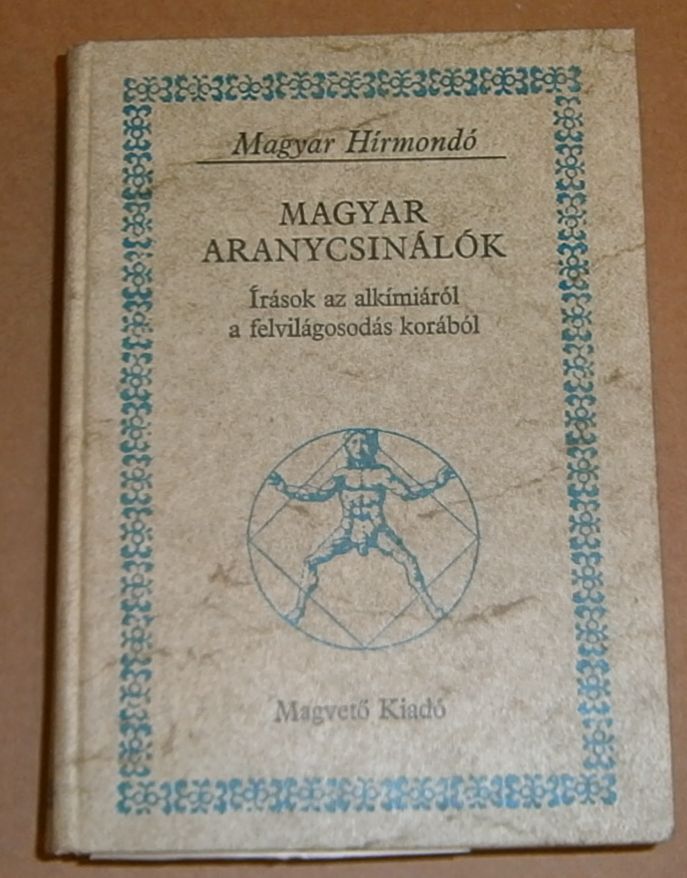 Magyar Hírmondó
MAGYAR
ARANYCSINÁLÓK
Írások az alkímiáról
a felvilágosodás korából
Magvető Kiadó